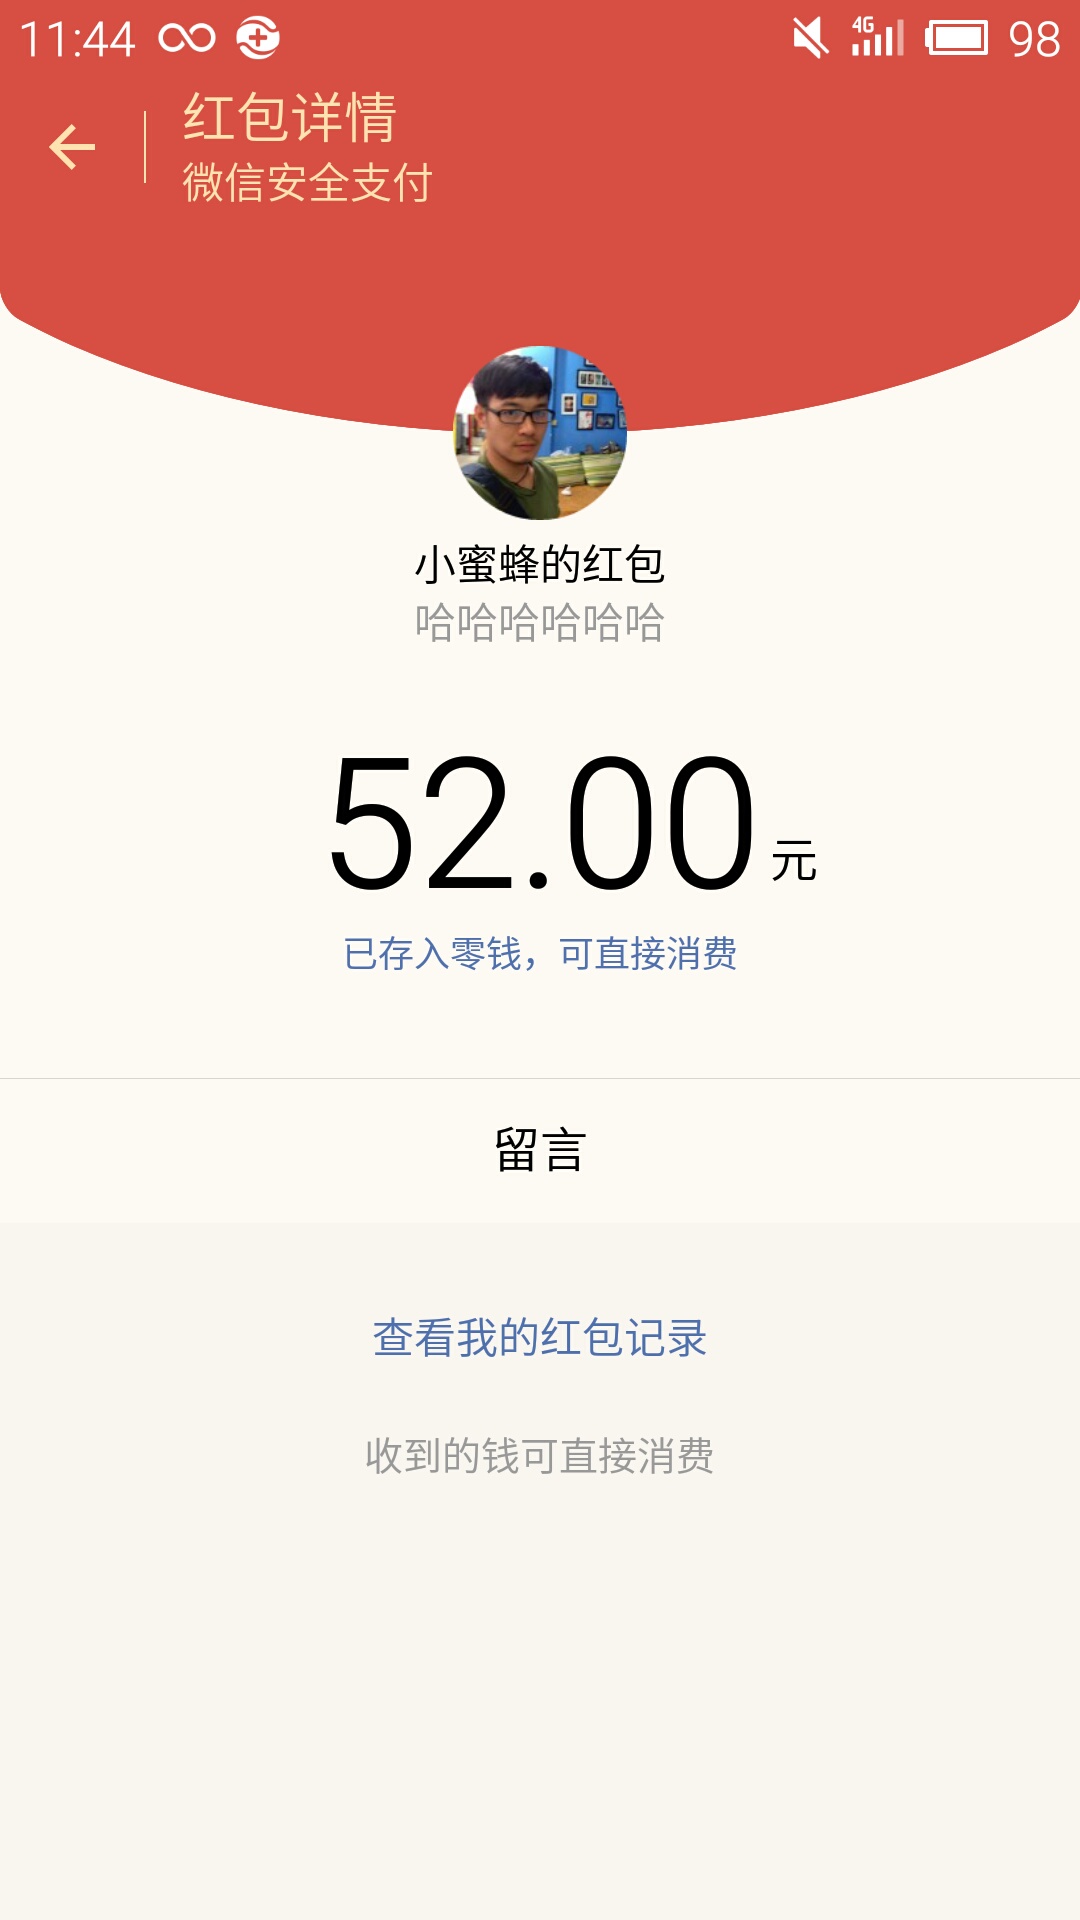 11:44 4G 98
红包详情
微信安全支付
小蜜蜂的红包
哈哈哈哈哈哈
52.00元
已存入零钱，可直接消费
留言
查看我的红包记录
收到的钱可直接消费